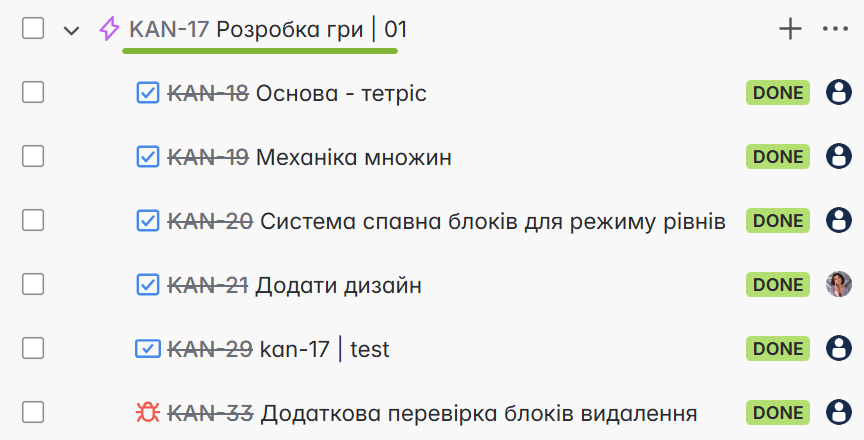 KAN-17 Розробка гри | 01
KAN-18 Основа - тетріс DONE
KAN-19 Механіка множин DONE
KAN-20 Система спавна блоків для режиму рівнів DONE
KAN-21 Додати дизайн DONE
KAN-29 kan-17 | test DONE
KAN-33 Додаткова перевірка блоків видалення DONE